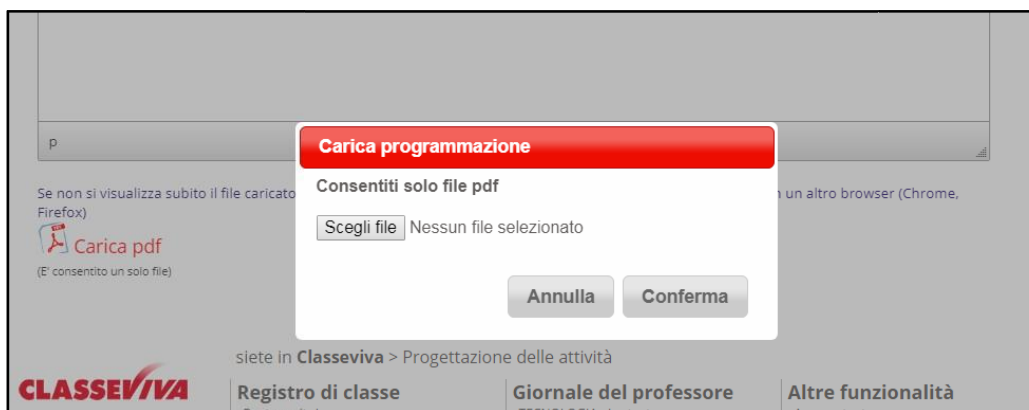 p
Carica programmazione
Consentiti solo file pdf
Scegli file Nessun file selezionato
Annulla Conferma
Se non si visualizza subito il file caricato n un altro browser (Chrome,
Firefox)
Carica pdf
(E' consentito un solo file)
siete in Classeviva > Progettazione delle attività
CLASSEVIVA
Registro di classe Giornale del professore Altre funzionalità